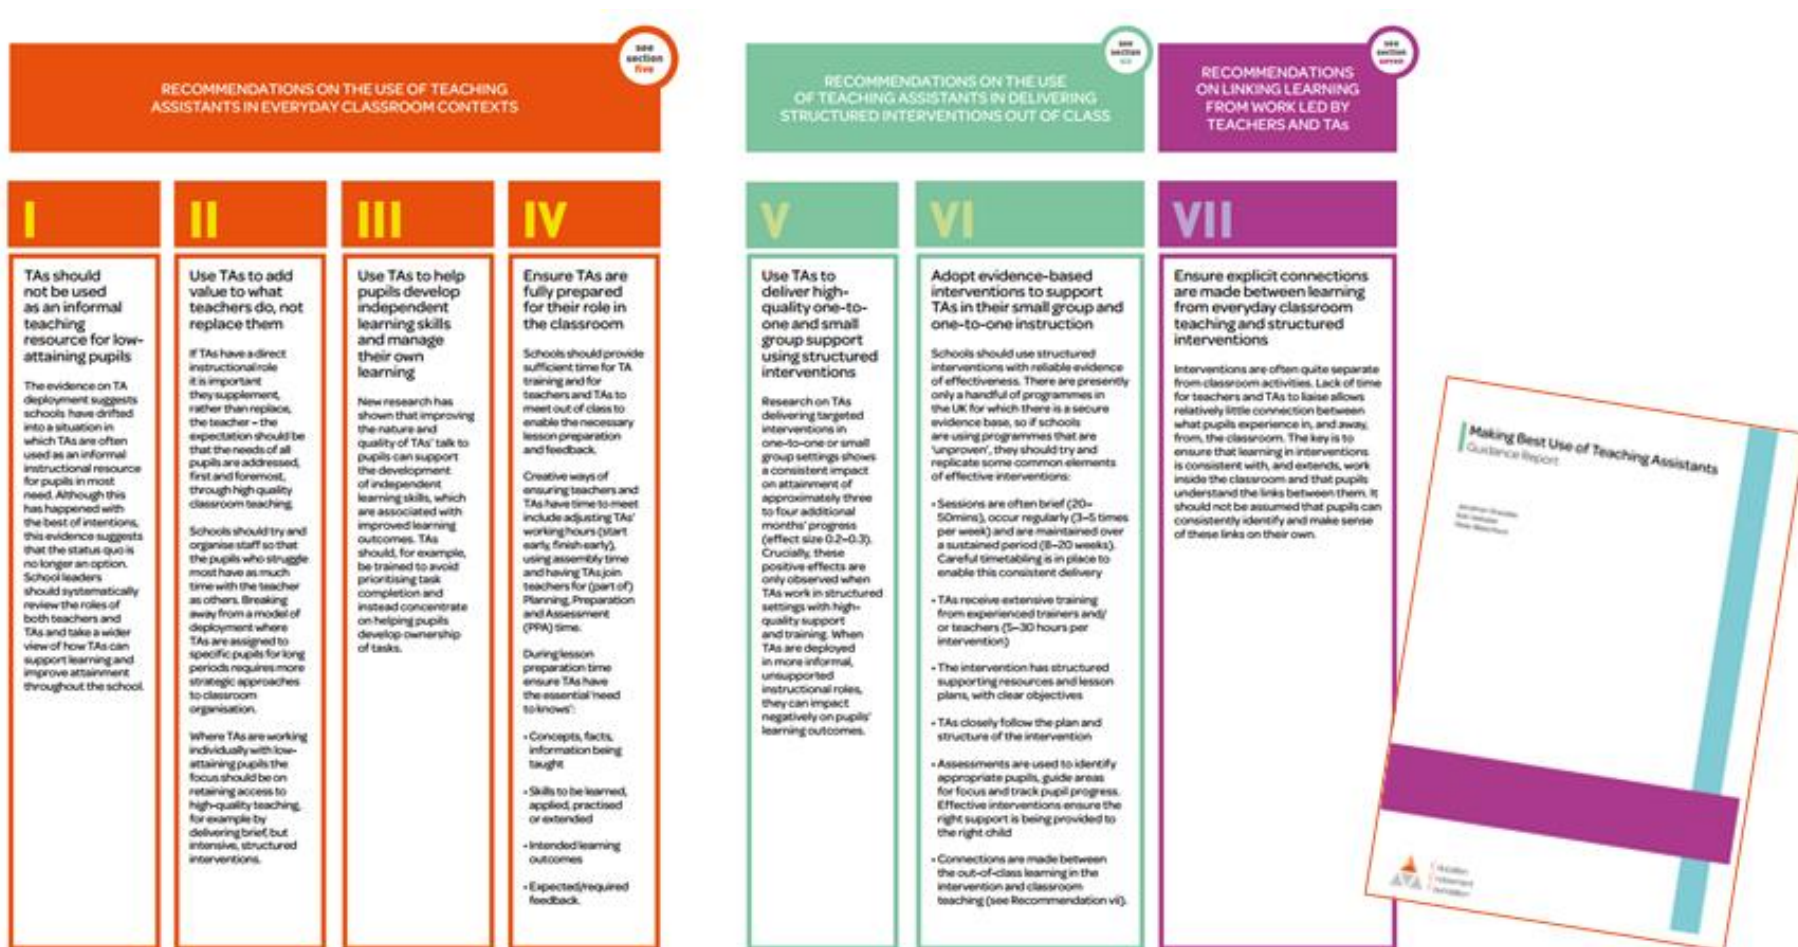 see
section
five
RECOMMENDATIONS ON THE USE OF TEACHING
ASSISTANTS IN EVERYDAY CLASSROOM CONTEXTS
I
TAs should
not be used
as an informal
teaching
resource for low-
attaining pupils
The evidence on TA
deployment suggests
schools have drifted
into a situation in
which TAs are often
used as an informal
instructional resource
for pupils in most
need. Although this
has happened with
the best of intentions,
this evidence suggests
that the status quo is
no longer an option.
School leaders
should systematically
review the roles of
both teachers and
TAs and take a wider
view of how TAs can
support learning and
improve attainment
throughout the school.
II
Use TAs to add
value to what
teachers do, not
replace them
If TAs have a direct
instructional role
it is important
they supplement,
rather than replace,
the teacher – the
expectation should be
that the needs of all
pupils are addressed,
first and foremost,
through high quality
classroom teaching.
Schools should try and
organise staff so that
the pupils who struggle
most have as much
time with the teacher
as others. Breaking
away from a model of
deployment where
TAs are assigned to
specific pupils for long
periods requires more
strategic approaches
to classroom
organisation.
Where TAs are working
individually with low-
attaining pupils the
focus should be on
retaining access to
high-quality teaching,
for example by
delivering brief, but
intensive, structured
interventions.
III
Use TAs to help
pupils develop
independent
learning skills
and manage
their own
learning
New research has
shown that improving
the nature and
quality of TAs' talk to
pupils can support
the development
of independent
learning skills, which
are associated with
improved learning
outcomes. TAs
should, for example,
be trained to avoid
prioritising task
completion and
instead concentrate
on helping pupils
develop ownership
of tasks.
IV
Ensure TAs are
fully prepared
for their role in
the classroom
Schools should provide
sufficient time for TA
training and for
teachers and TAs to
meet out of class to
enable the necessary
lesson preparation
and feedback.
Creative ways of
ensuring teachers and
TAs have time to meet
include adjusting TAs'
working hours (start
early, finish early),
using assembly time
and having TAs join
teachers for (part of)
Planning, Preparation
and Assessment
(PPA) time.
During lesson
preparation time
ensure TAs have
the essential 'need
to knows':
• Concepts, facts,
information being
taught
• Skills to be learned,
applied, practised
or extended
• Intended learning
outcomes
• Expected/required
feedback.
see
section
six
RECOMMENDATIONS ON THE USE
OF TEACHING ASSISTANTS IN DELIVERING
STRUCTURED INTERVENTIONS OUT OF CLASS
V
Use TAs to
deliver high-
quality one-to-
one and small
group support
using structured
interventions
Research on TAs
delivering targeted
interventions in
one-to-one or small
group settings shows
a consistent impact
on attainment of
approximately three
to four additional
months' progress
(effect size 0.2–0.3).
Crucially, these
positive effects are
only observed when
TAs work in structured
settings with high-
quality support
and training. When
TAs are deployed
in more informal,
unsupported
instructional roles,
they can impact
negatively on pupils'
learning outcomes.
VI
Adopt evidence-based
interventions to support
TAs in their small group and
one-to-one instruction
Schools should use structured
interventions with reliable evidence
of effectiveness. There are presently
only a handful of programmes in
the UK for which there is a secure
evidence base, so if schools
are using programmes that are
'unproven', they should try and
replicate some common elements
of effective interventions:
• Sessions are often brief (20–
50mins), occur regularly (3–5 times
per week) and are maintained over
a sustained period (8–20 weeks).
Careful timetabling is in place to
enable this consistent delivery
• TAs receive extensive training
from experienced trainers and/
or teachers (5–30 hours per
intervention)
• The intervention has structured
supporting resources and lesson
plans, with clear objectives
• TAs closely follow the plan and
structure of the intervention
• Assessments are used to identify
appropriate pupils, guide areas
for focus and track pupil progress.
Effective interventions ensure the
right support is being provided to
the right child
• Connections are made between
the out-of-class learning in the
intervention and classroom
teaching (see Recommendation vii).
see
section
seven
RECOMMENDATIONS
ON LINKING LEARNING
FROM WORK LED BY
TEACHERS AND TAs
VII
Ensure explicit connections
are made between learning
from everyday classroom
teaching and structured
interventions
Interventions are often quite separate
from classroom activities. Lack of time
for teachers and TAs to liaise allows
relatively little connection between
what pupils experience in, and away,
from, the classroom. The key is to
ensure that learning in interventions
is consistent with, and extends, work
inside the classroom and that pupils
understand the links between them. It
should not be assumed that pupils can
consistently identify and make sense
of these links on their own.
Making Best Use of Teaching Assistants
Guidance Report